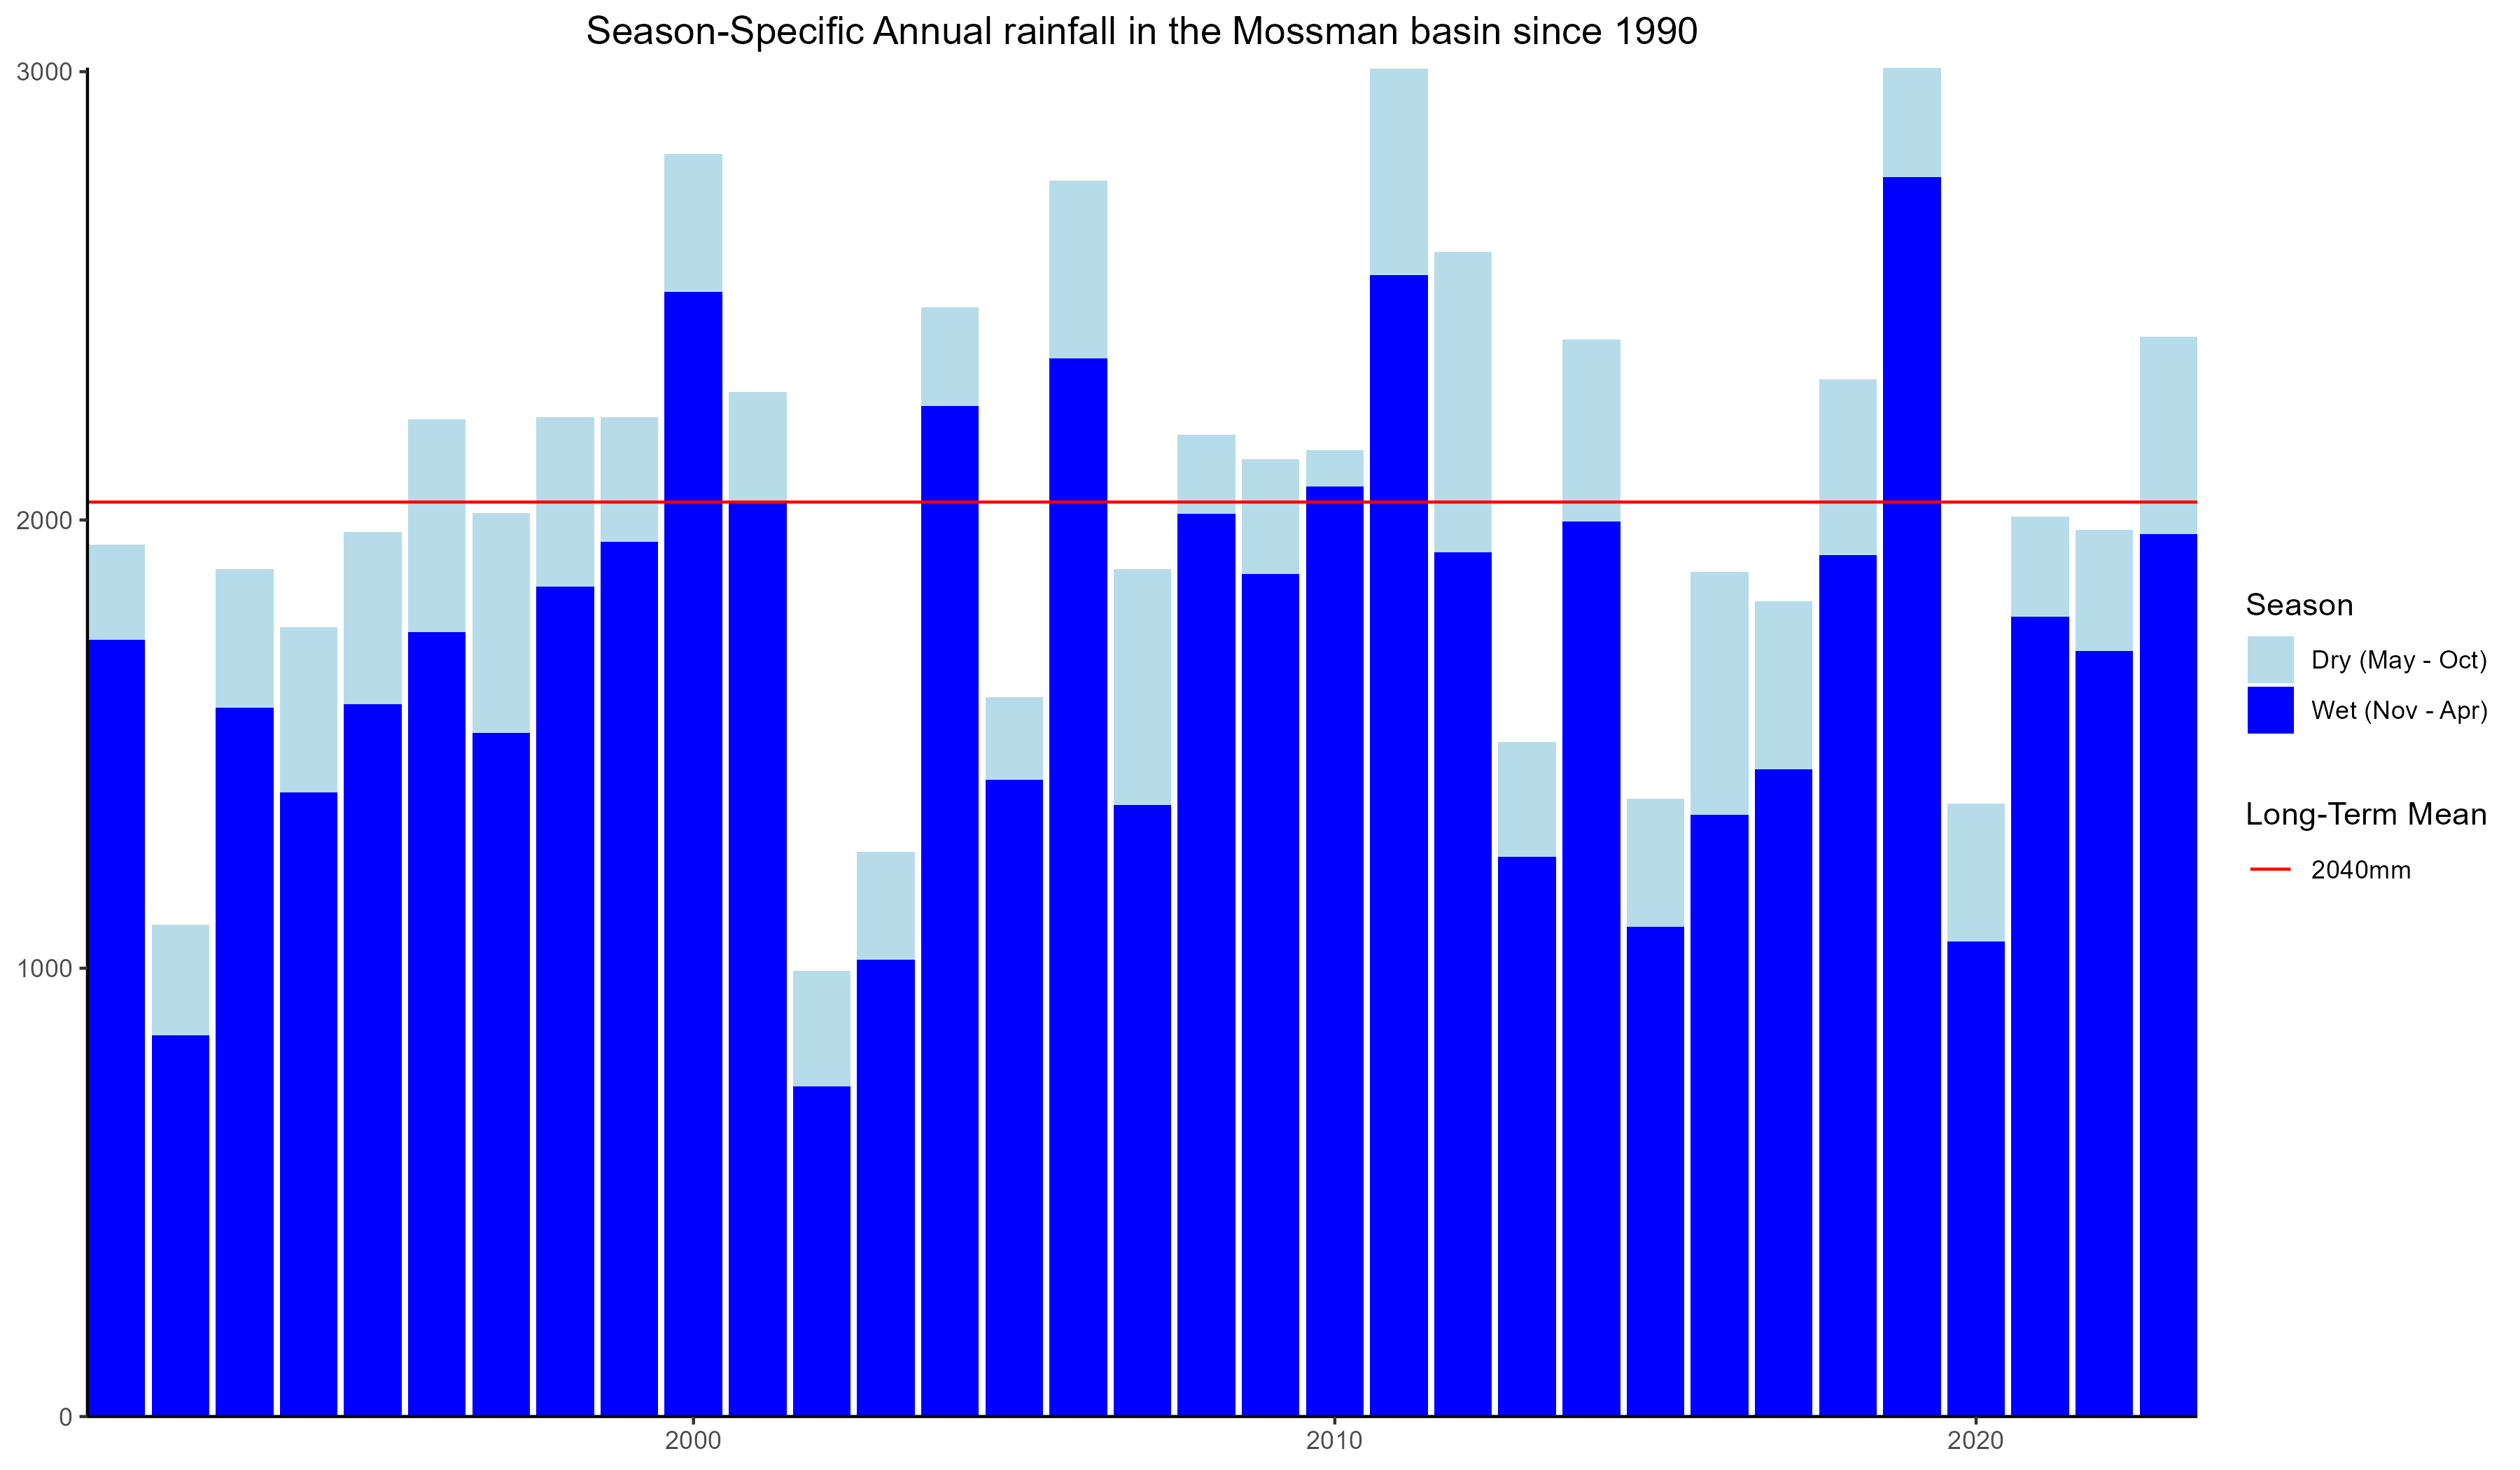 Season-Specific Annual rainfall in the Mossman basin since 1990
3000
2000
1000
0
2000
2010
2020
Season
Dry (May - Oct)
Wet (Nov - Apr)
Long-Term Mean
2040mm